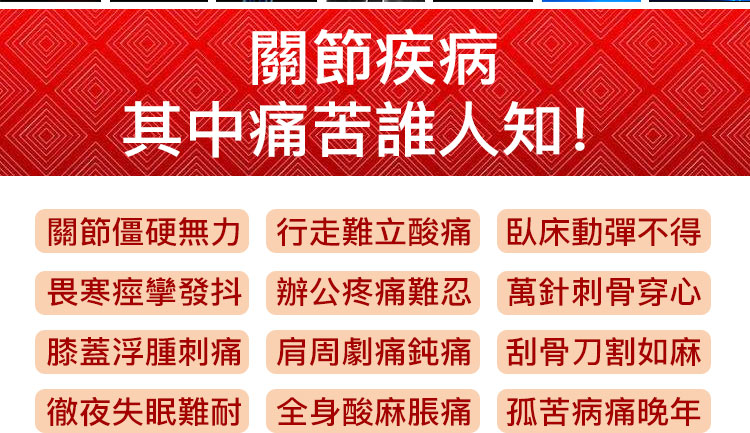 關節疾病
其中痛苦誰人知！
關節僵硬無力 行走難立酸痛 臥床動彈不得
畏寒痙攣發抖 辦公疼痛難忍 萬針刺骨穿心
膝蓋浮腫刺痛 肩周劇痛鈍痛 刮骨刀割如麻
徹夜失眠難耐 全身酸麻脹痛 孤苦病痛晚年